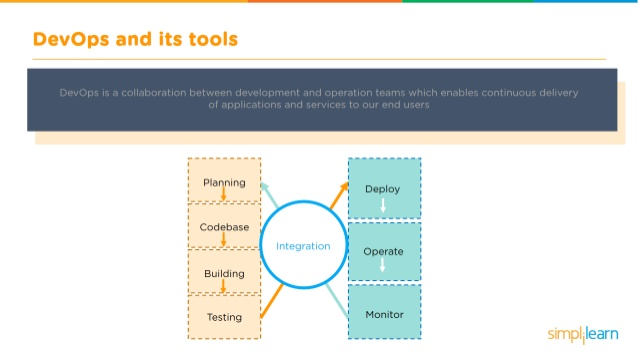 DevOps and its tools
DevOps is a collaboration between development and operation teams which enables continuous delivery
of applications and services to our end users
Planning
Codebase
Building
Testing
Integration
Deploy
Operate
Monitor
simplilearn